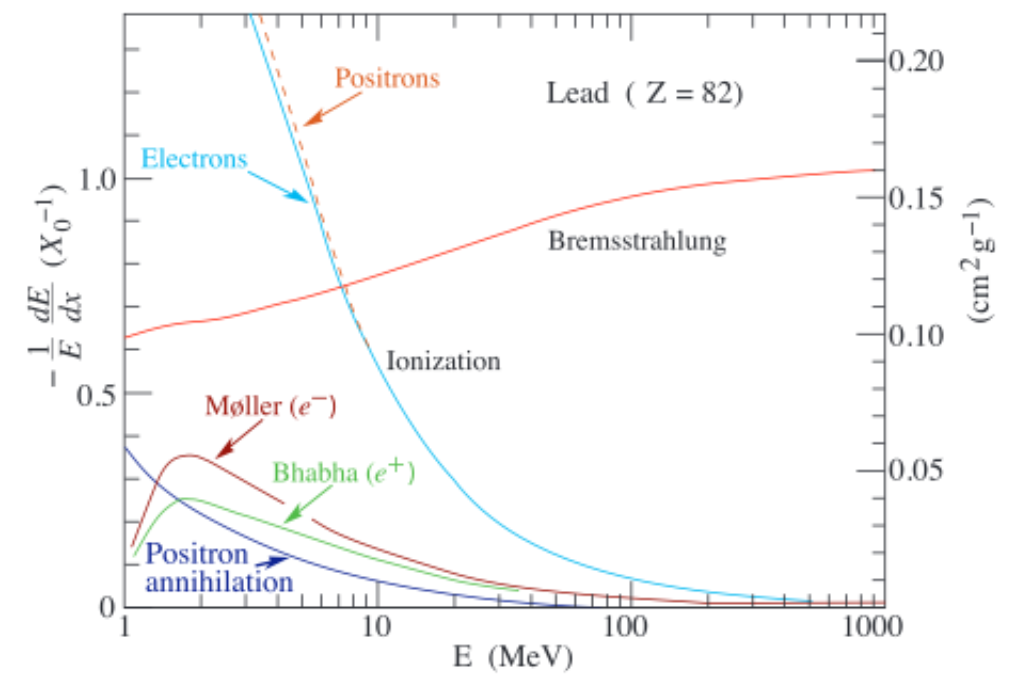 Positrons
Lead ( Z = 82)
0.20
Electrons
1.0
0.15
Bremsstrahlung
− 1/E dE/dx (X₀⁻¹)
(cm² g⁻¹)
0.10
Ionization
0.5
Møller (e⁻)
Bhabha (e⁺)
0.05
Positron
annihilation
0
1 10 100 1000
E (MeV)